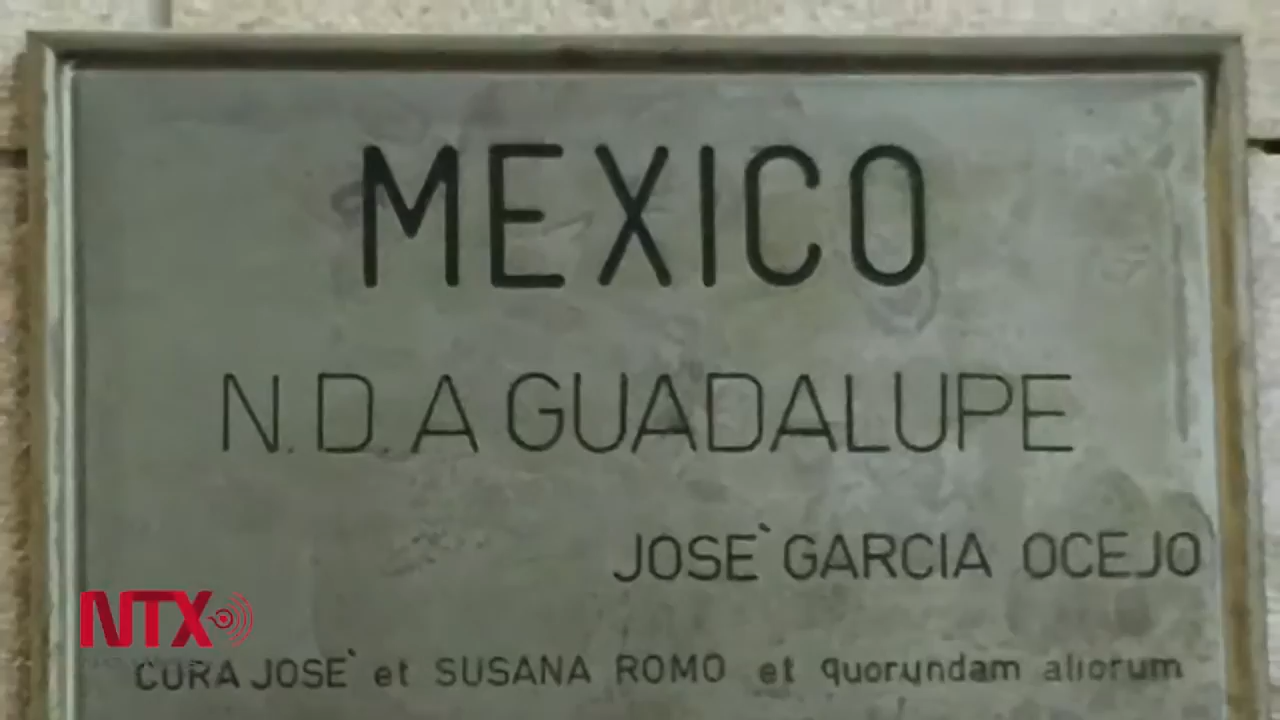 MEXICO
N.D.A GUADALUPE
JOSE` GARCIA OCEJO
NTX
CURA JOSE` et SUSANA ROMO et quorundam aliorum